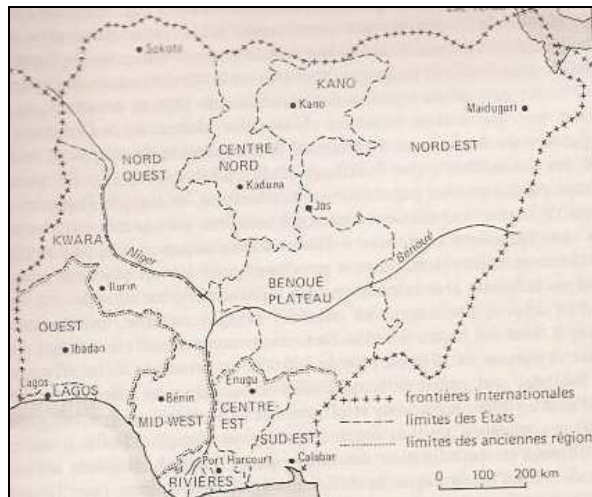 Sokoto
KANO
Kano
Maiduguri
NORD
OUEST
CENTRE-
NORD
NORD-EST
Kaduna
Jos
KWARA
Niger
Bénoué
BÉNOUÉ
PLATEAU
Ilorin
OUEST
Ibadan
Lagos
LAGOS
Bénin
MID-WEST
Enugu
CENTRE-
EST
SUD-EST
Port Harcourt
Calabar
RIVIÈRES
frontières internationales
limites des États
limites des anciennes région
0 100 200 km